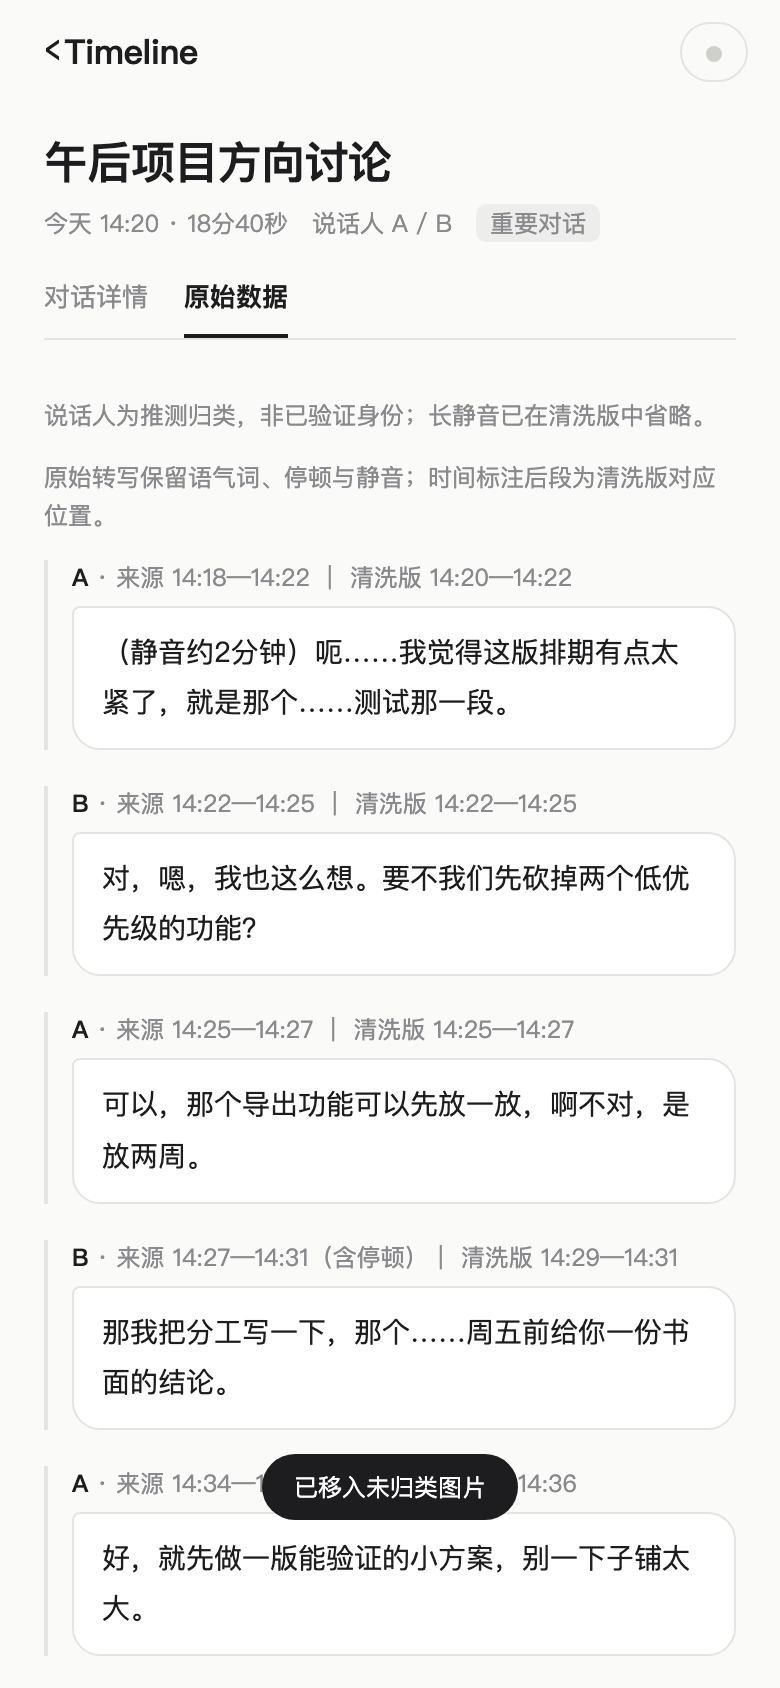 <Timeline
午后项目方向讨论
今天 14:20 · 18分40秒 说话人 A / B 重要对话
对话详情 原始数据
说话人为推测归类，非已验证身份；长静音已在清洗版中省略。
原始转写保留语气词、停顿与静音；时间标注后段为清洗版对应
位置。
A · 来源 14:18—14:22 | 清洗版 14:20—14:22
（静音约2分钟）呃……我觉得这版排期有点太
紧了，就是那个……测试那一段。
B · 来源 14:22—14:25 | 清洗版 14:22—14:25
对，嗯，我也这么想。要不我们先砍掉两个低优
先级的功能？
A · 来源 14:25—14:27 | 清洗版 14:25—14:27
可以，那个导出功能可以先放一放，啊不对，是
放两周。
B · 来源 14:27—14:31（含停顿） | 清洗版 14:29—14:31
那我把分工写一下，那个……周五前给你一份书
面的结论。
A · 来源 14:34— 14:36
已移入未归类图片
好，就先做一版能验证的小方案，别一下子铺太
大。